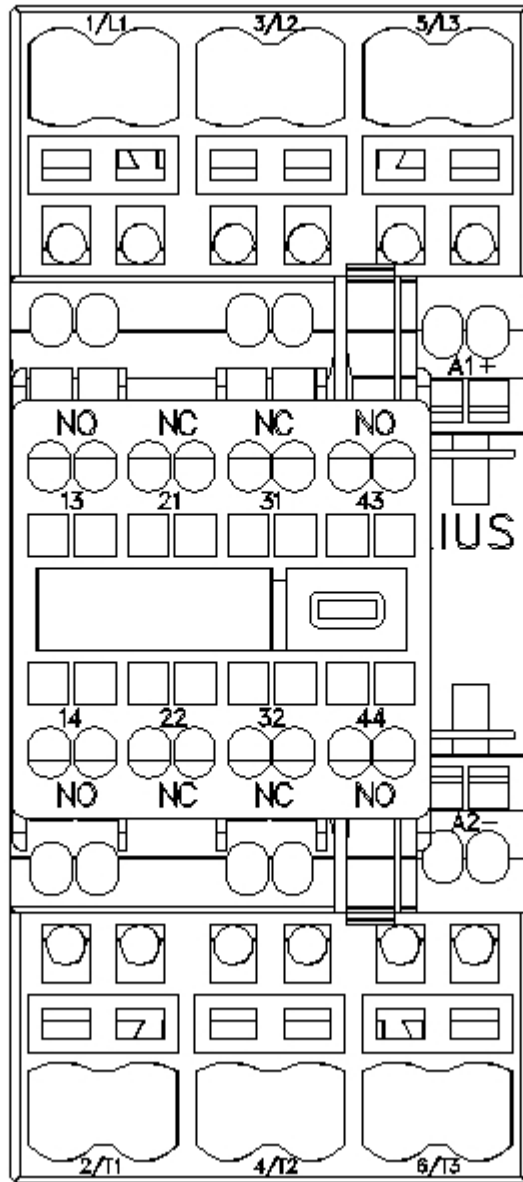 1/L1 3/L2 5/L3
A1+
NO NC NC NO
13 21 31 43
IUS
14 22 32 44
NO NC NC NO
A2-
2/T1 4/T2 6/T3